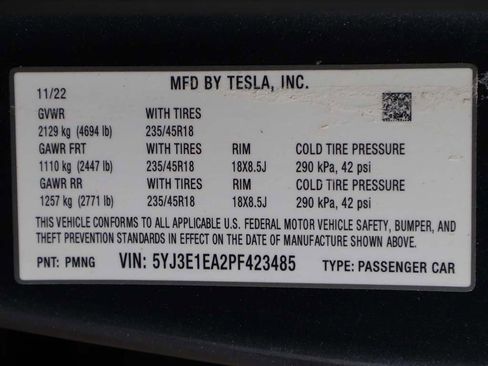 MFD BY TESLA, INC.
11/22
GVWR WITH TIRES
2129 kg (4694 lb) 235/45R18
GAWR FRT WITH TIRES RIM COLD TIRE PRESSURE
1110 kg (2447 lb) 235/45R18 18X8.5J 290 kPa, 42 psi
GAWR RR WITH TIRES RIM COLD TIRE PRESSURE
1257 kg (2771 lb) 235/45R18 18X8.5J 290 kPa, 42 psi
THIS VEHICLE CONFORMS TO ALL APPLICABLE U.S. FEDERAL MOTOR VEHICLE SAFETY, BUMPER, AND
THEFT PREVENTION STANDARDS IN EFFECT ON THE DATE OF MANUFACTURE SHOWN ABOVE.
PNT: PMNG VIN: 5YJ3E1EA2PF423485 TYPE: PASSENGER CAR